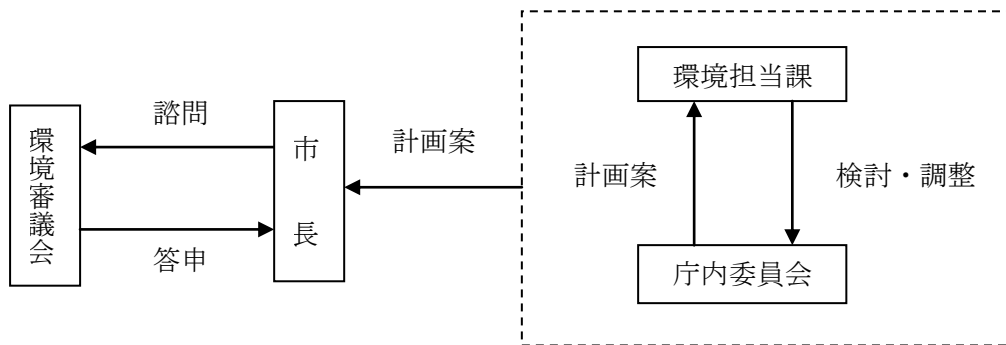 環境審議会
諮問
答申
市長
計画案
環境担当課
計画案
検討・調整
庁内委員会